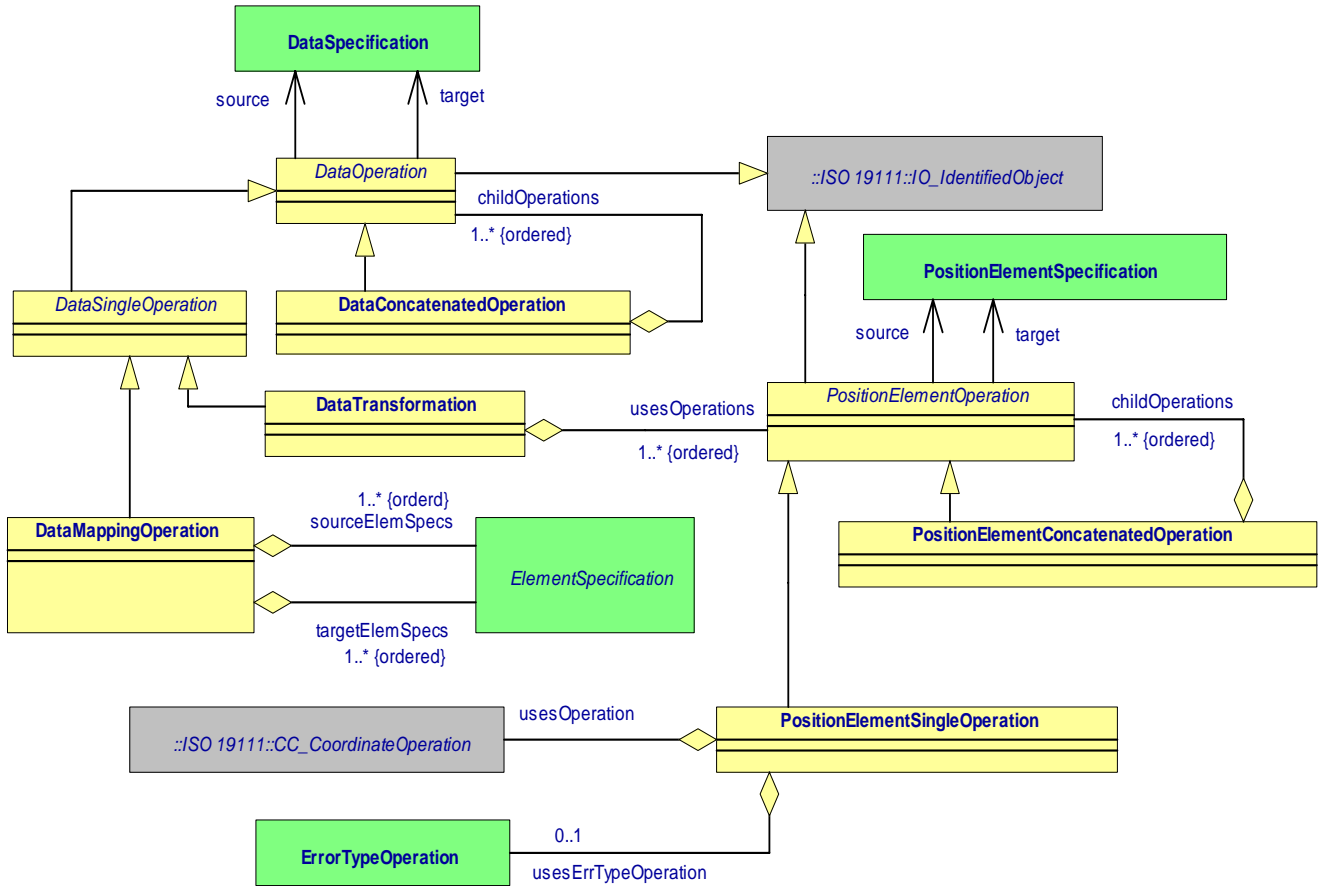 DataSpecification
source
target
DataOperation
::ISO 19111::IO_IdentifiedObject
childOperations
1..* {ordered}
PositionElementSpecification
DataSingleOperation
DataConcatenatedOperation
source
target
DataTransformation
usesOperations
1..* {ordered}
PositionElementOperation
childOperations
1..* {ordered}
1..* {orderd}
sourceElemSpecs
DataMappingOperation
PositionElementConcatenatedOperation
ElementSpecification
targetElemSpecs
1..* {ordered}
usesOperation
PositionElementSingleOperation
::ISO 19111::CC_CoordinateOperation
0..1
ErrorTypeOperation
usesErrTypeOperation